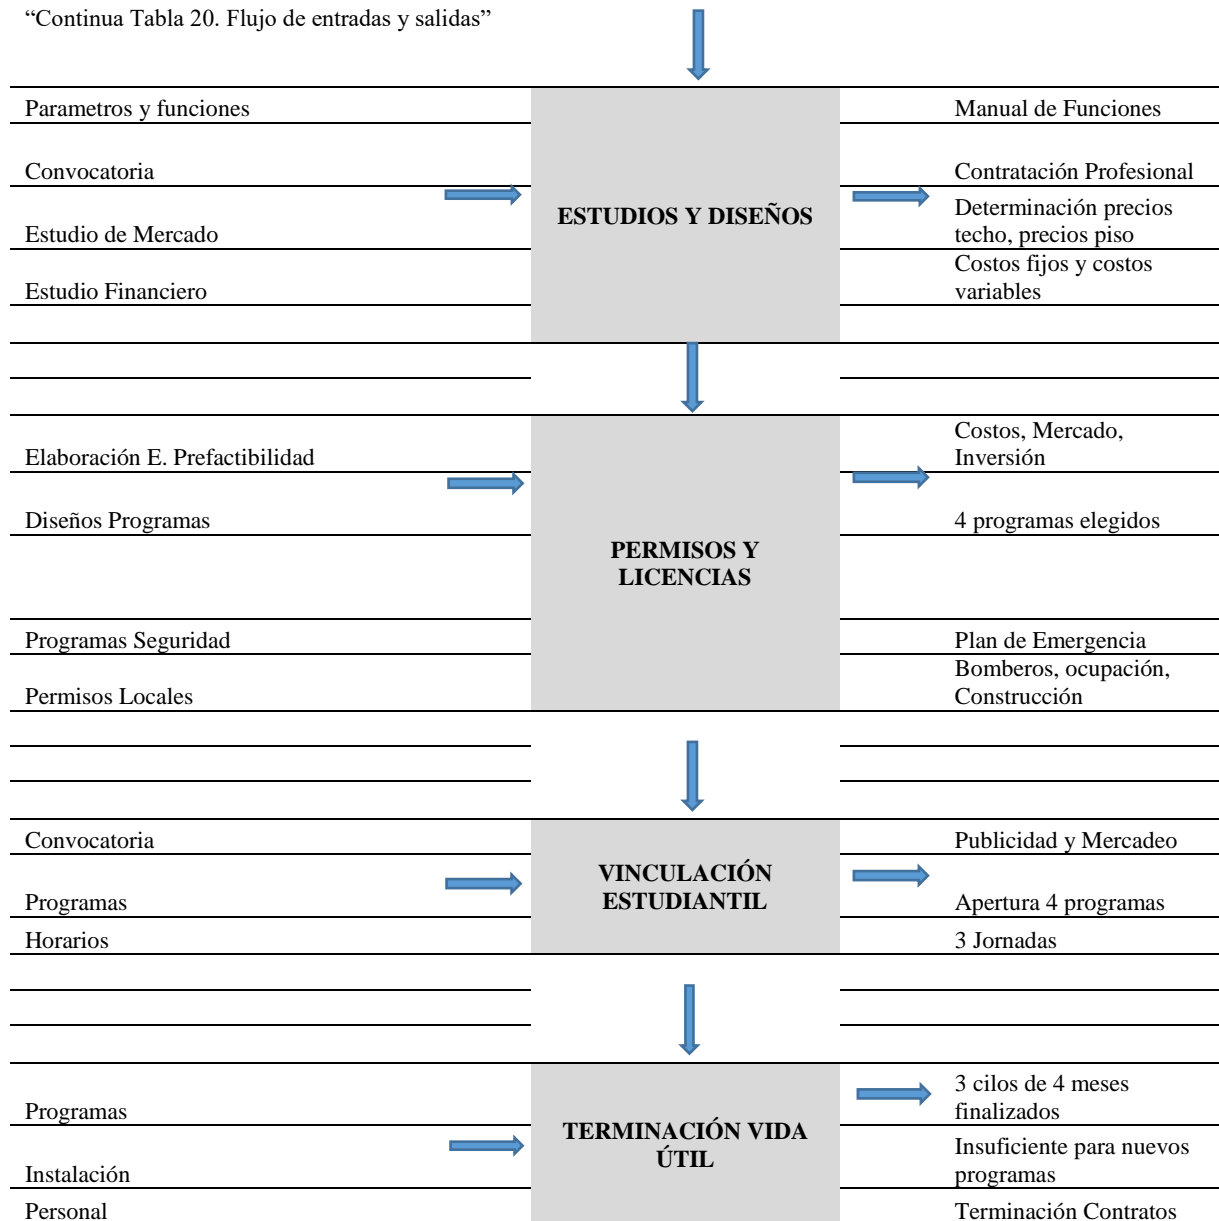 “Continua Tabla 20. Flujo de entradas y salidas”
Parametros y funciones
Manual de Funciones
Convocatoria
Contratación Profesional
ESTUDIOS Y DISEÑOS
Estudio de Mercado
Determinación precios
techo, precios piso
Estudio Financiero
Costos fijos y costos
variables
Elaboración E. Prefactibilidad
Costos, Mercado,
Inversión
Diseños Programas
4 programas elegidos
PERMISOS Y
LICENCIAS
Programas Seguridad
Plan de Emergencia
Permisos Locales
Bomberos, ocupación,
Construcción
Convocatoria
Publicidad y Mercadeo
VINCULACIÓN
ESTUDIANTIL
Programas
Apertura 4 programas
Horarios
3 Jornadas
Programas
3 cilos de 4 meses
finalizados
TERMINACIÓN VIDA
ÚTIL
Instalación
Insuficiente para nuevos
programas
Personal
Terminación Contratos